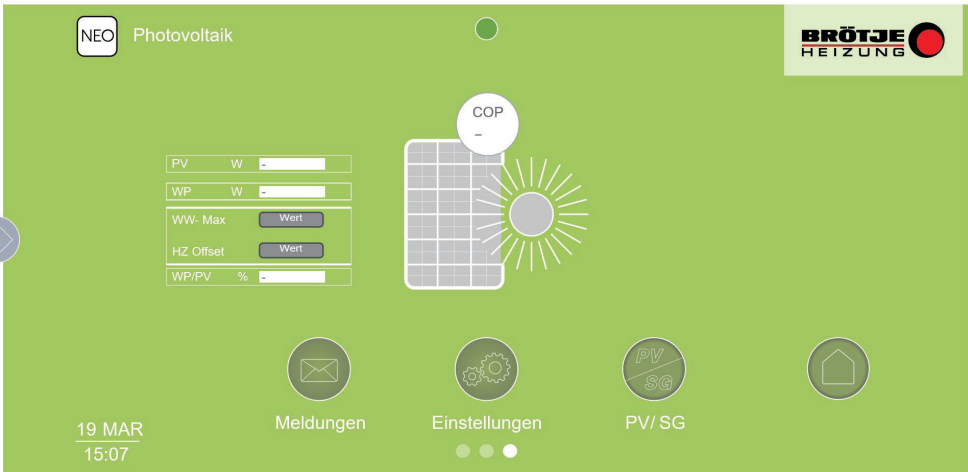 NEO Photovoltaik
BRÖTJE
HEIZUNG
COP
-
PV W -
WP W -
WW- Max Wert
HZ Offset Wert
WP/PV % -
PV
SG
Meldungen Einstellungen PV/ SG
19 MAR
15:07